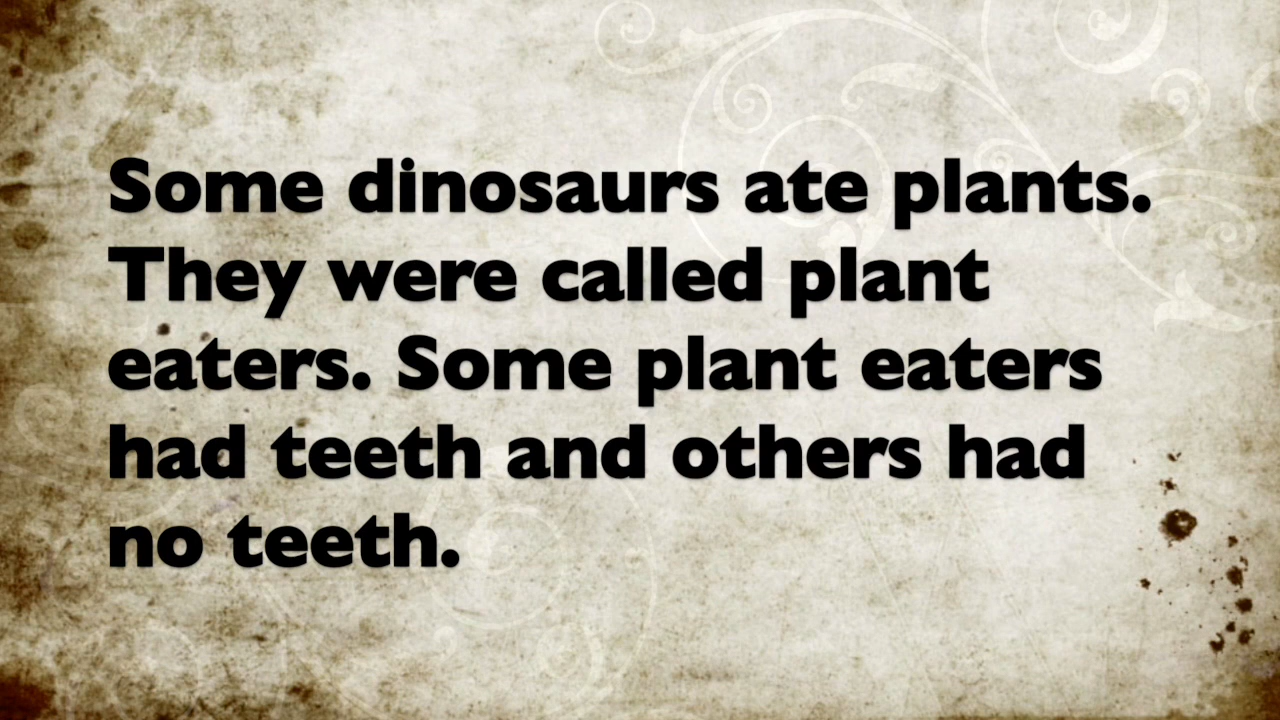 Some dinosaurs ate plants.
They were called plant
eaters. Some plant eaters
had teeth and others had
no teeth.